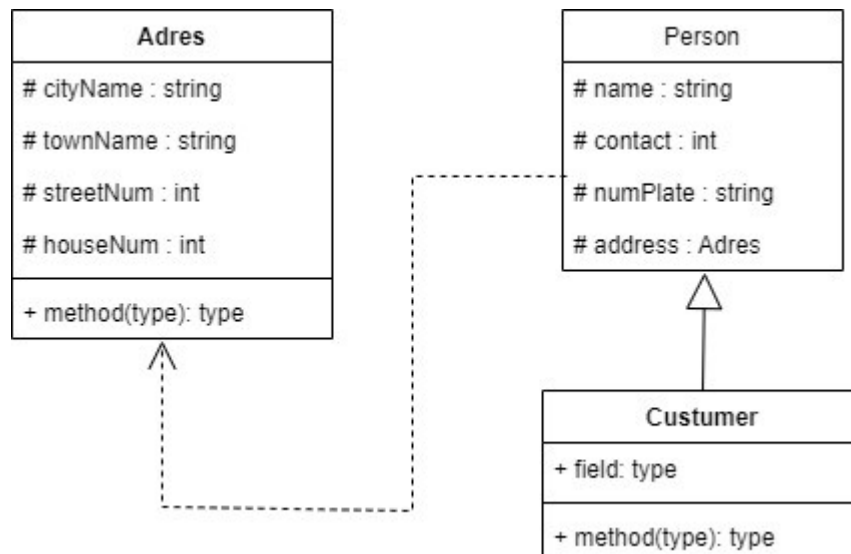 Adres
# cityName : string
# townName : string
# streetNum : int
# houseNum : int
+ method(type): type
Person
# name : string
# contact : int
# numPlate : string
# address : Adres
Custumer
+ field: type
+ method(type): type